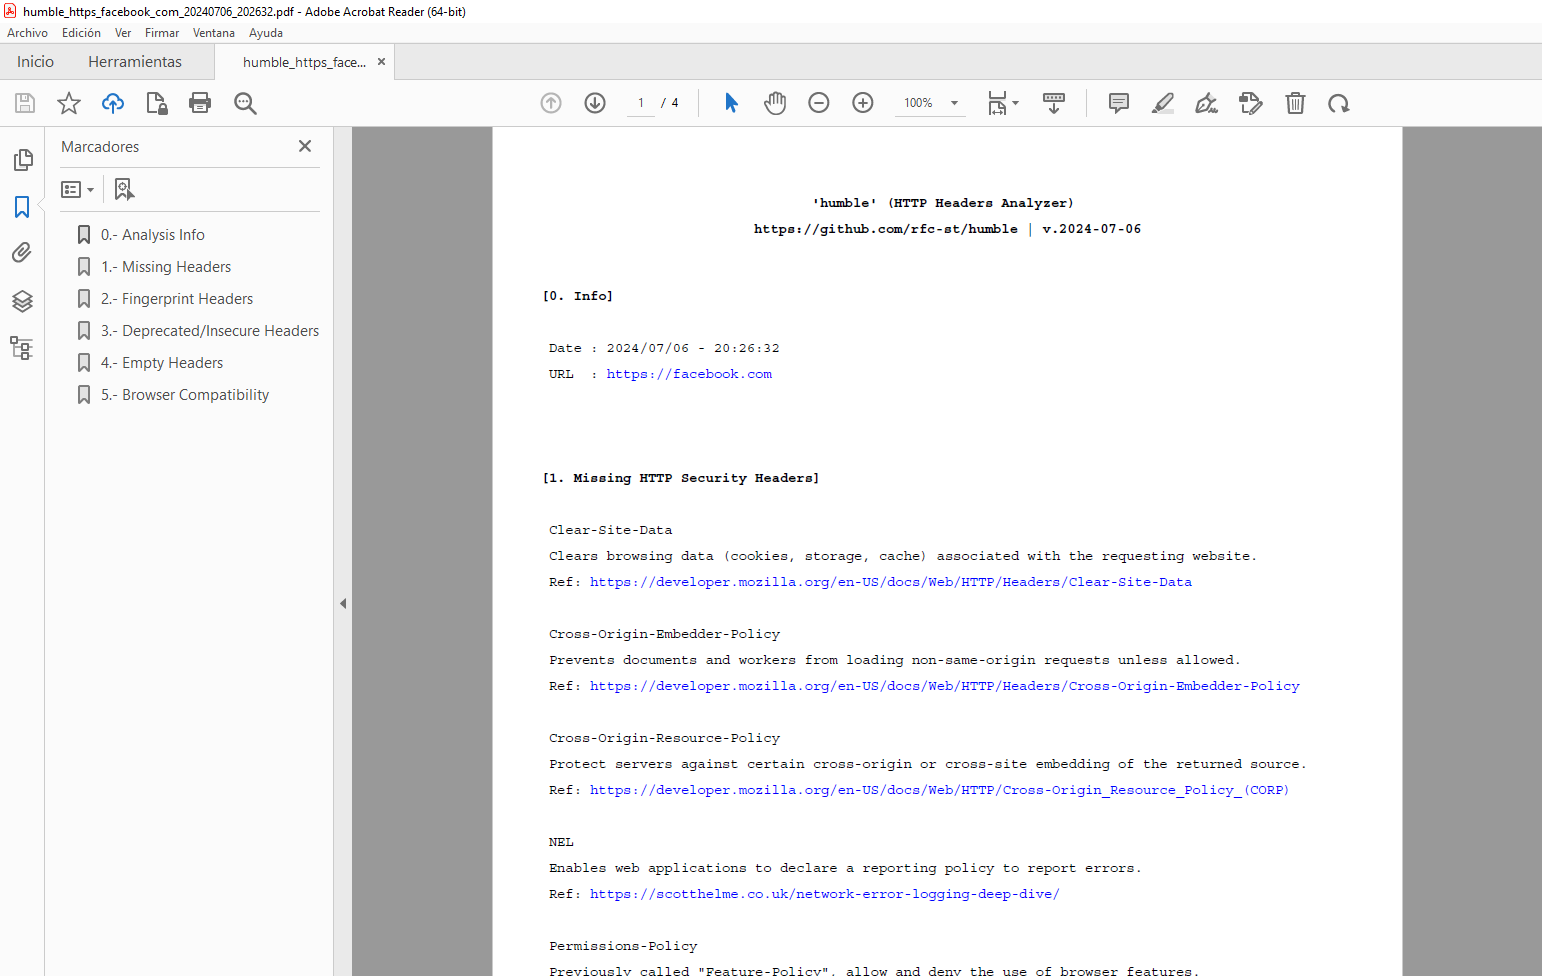 humble_https_facebook_com_20240706_202632.pdf - Adobe Acrobat Reader (64-bit)
Archivo Edición Ver Firmar Ventana Ayuda
Inicio Herramientas humble_https_face... ×
1 / 4 100%
Marcadores
0.- Analysis Info
1.- Missing Headers
2.- Fingerprint Headers
3.- Deprecated/Insecure Headers
4.- Empty Headers
5.- Browser Compatibility
'humble' (HTTP Headers Analyzer)
https://github.com/rfc-st/humble | v.2024-07-06
[0. Info]
Date : 2024/07/06 - 20:26:32
URL : https://facebook.com
[1. Missing HTTP Security Headers]
Clear-Site-Data
Clears browsing data (cookies, storage, cache) associated with the requesting website.
Ref: https://developer.mozilla.org/en-US/docs/Web/HTTP/Headers/Clear-Site-Data
Cross-Origin-Embedder-Policy
Prevents documents and workers from loading non-same-origin requests unless allowed.
Ref: https://developer.mozilla.org/en-US/docs/Web/HTTP/Headers/Cross-Origin-Embedder-Policy
Cross-Origin-Resource-Policy
Protect servers against certain cross-origin or cross-site embedding of the returned source.
Ref: https://developer.mozilla.org/en-US/docs/Web/HTTP/Cross-Origin_Resource_Policy_(CORP)
NEL
Enables web applications to declare a reporting policy to report errors.
Ref: https://scotthelme.co.uk/network-error-logging-deep-dive/
Permissions-Policy
Previously called "Feature-Policy", allow and deny the use of browser features.